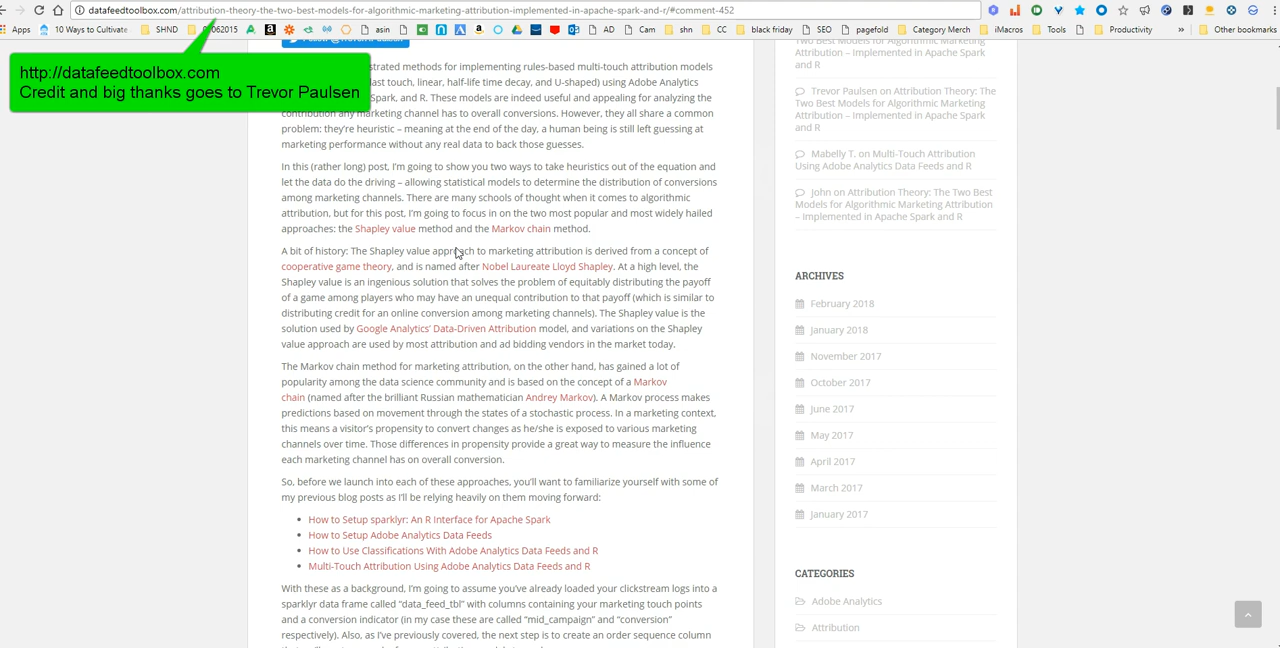 datafeedtoolbox.com/attribution-theory-the-two-best-models-for-algorithmic-marketing-attribution-implemented-in-apache-spark-and-r/#comment-452
Apps
10 Ways to Cultivate
SHND
062015
asin
AD
Cam
shn
CC
black friday
SEO
pagefold
Category Merch
iMacros
Tools
Productivity
»
Other bookmarks
http://datafeedtoolbox.com
Credit and big thanks goes to Trevor Paulsen
strated methods for implementing rules-based multi-touch attribution models
last touch, linear, half-life time decay, and U-shaped) using Adobe Analytics
Spark, and R. These models are indeed useful and appealing for analyzing the
contribution any marketing channel has to overall conversions. However, they all share a common
problem: they're heuristic – meaning at the end of the day, a human being is still left guessing at
marketing performance without any real data to back those guesses.
In this (rather long) post, I'm going to show you two ways to take heuristics out of the equation and
let the data do the driving – allowing statistical models to determine the distribution of conversions
among marketing channels. There are many schools of thought when it comes to algorithmic
attribution, but for this post, I'm going to focus in on the two most popular and most widely hailed
approaches: the Shapley value method and the Markov chain method.
A bit of history: The Shapley value approach to marketing attribution is derived from a concept of
cooperative game theory, and is named after Nobel Laureate Lloyd Shapley. At a high level, the
Shapley value is an ingenious solution that solves the problem of equitably distributing the payoff
of a game among players who may have an unequal contribution to that payoff (which is similar to
distributing credit for an online conversion among marketing channels). The Shapley value is the
solution used by Google Analytics' Data-Driven Attribution model, and variations on the Shapley
value approach are used by most attribution and ad bidding vendors in the market today.
The Markov chain method for marketing attribution, on the other hand, has gained a lot of
popularity among the data science community and is based on the concept of a Markov
chain (named after the brilliant Russian mathematician Andrey Markov). A Markov process makes
predictions based on movement through the states of a stochastic process. In a marketing context,
this means a visitor's propensity to convert changes as he/she is exposed to various marketing
channels over time. Those differences in propensity provide a great way to measure the influence
each marketing channel has on overall conversion.
So, before we launch into each of these approaches, you'll want to familiarize yourself with some of
my previous blog posts as I'll be relying heavily on them moving forward:
• How to Setup sparklyr: An R Interface for Apache Spark
• How to Setup Adobe Analytics Data Feeds
• How to Use Classifications With Adobe Analytics Data Feeds and R
• Multi-Touch Attribution Using Adobe Analytics Data Feeds and R
With these as a background, I'm going to assume you've already loaded your clickstream logs into a
sparklyr data frame called "data_feed_tbl" with columns containing your marketing touch points
and a conversion indicator (in my case these are called "mid_campaign" and "conversion"
respectively). Also, as I've previously covered, the next step is to create an order sequence column
Two Best Models for Algorithmic Marketing
Attribution – Implemented in Apache Spark
and R
Trevor Paulsen on Attribution Theory: The
Two Best Models for Algorithmic Marketing
Attribution – Implemented in Apache Spark
and R
Mabelly T. on Multi-Touch Attribution
Using Adobe Analytics Data Feeds and R
John on Attribution Theory: The Two Best
Models for Algorithmic Marketing Attribution
– Implemented in Apache Spark and R
ARCHIVES
February 2018
January 2018
November 2017
October 2017
June 2017
May 2017
April 2017
March 2017
January 2017
CATEGORIES
Adobe Analytics
Attribution